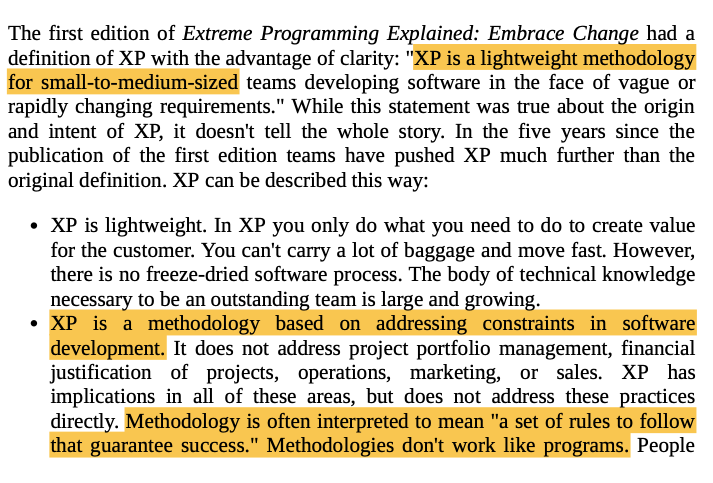 The first edition of Extreme Programming Explained: Embrace Change had a
definition of XP with the advantage of clarity: "XP is a lightweight methodology
for small-to-medium-sized teams developing software in the face of vague or
rapidly changing requirements." While this statement was true about the origin
and intent of XP, it doesn't tell the whole story. In the five years since the
publication of the first edition teams have pushed XP much further than the
original definition. XP can be described this way:
• XP is lightweight. In XP you only do what you need to do to create value
for the customer. You can't carry a lot of baggage and move fast. However,
there is no freeze-dried software process. The body of technical knowledge
necessary to be an outstanding team is large and growing.
• XP is a methodology based on addressing constraints in software
development. It does not address project portfolio management, financial
justification of projects, operations, marketing, or sales. XP has
implications in all of these areas, but does not address these practices
directly. Methodology is often interpreted to mean "a set of rules to follow
that guarantee success." Methodologies don't work like programs. People